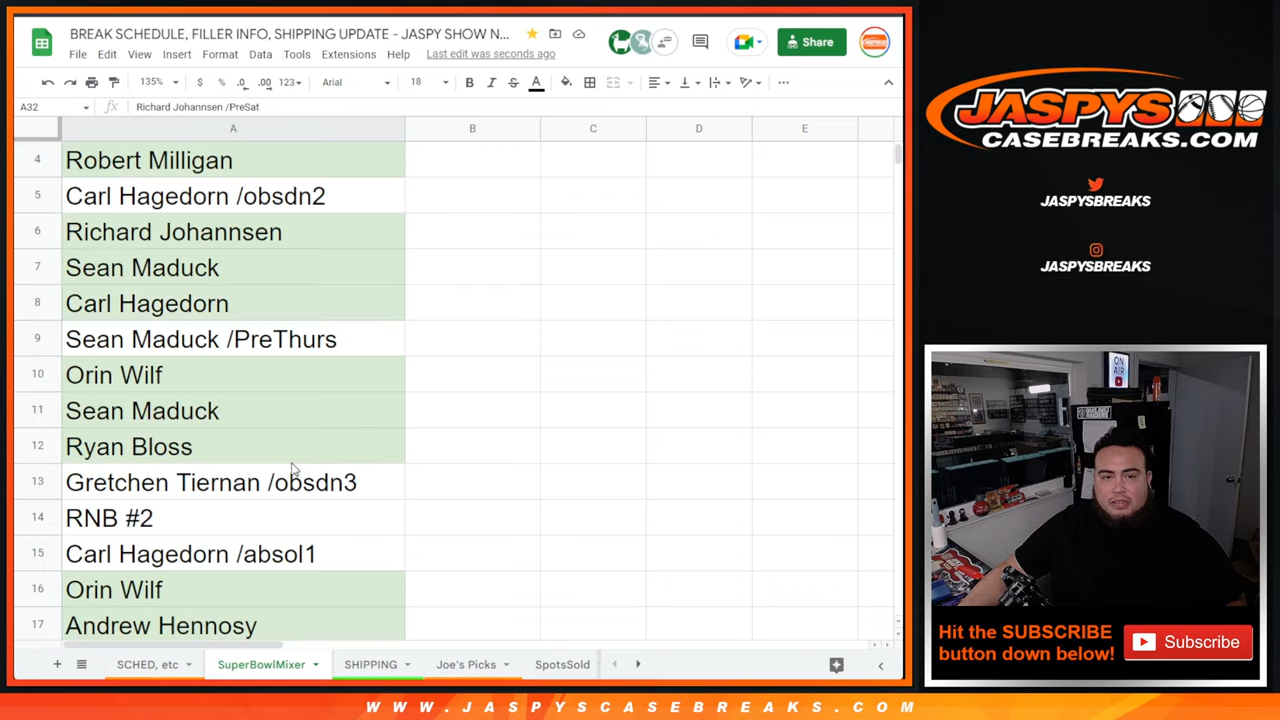 BREAK SCHEDULE, FILLER INFO, SHIPPING UPDATE - JASPY SHOW N...
File Edit View Insert Format Data Tools Extensions Help Last edit was seconds ago
Share
135% $ % .0 .00 123 Arial 18 B I S A
A32 fx Richard Johannsen /PreSat
A B C D E
4 Robert Milligan
5 Carl Hagedorn /obsdn2
6 Richard Johannsen
7 Sean Maduck
8 Carl Hagedorn
9 Sean Maduck /PreThurs
10 Orin Wilf
11 Sean Maduck
12 Ryan Bloss
13 Gretchen Tiernan /obsdn3
14 RNB #2
15 Carl Hagedorn /absol1
16 Orin Wilf
17 Andrew Hennosy
SCHED, etc SuperBowlMixer SHIPPING Joe's Picks SpotsSold
JASPYS
CASEBREAKS.COM
JASPYSBREAKS
JASPYSBREAKS
ON
AIR
Hit the SUBSCRIBE
button down below!
Subscribe
WWW.JASPYSCASEBREAKS.COM